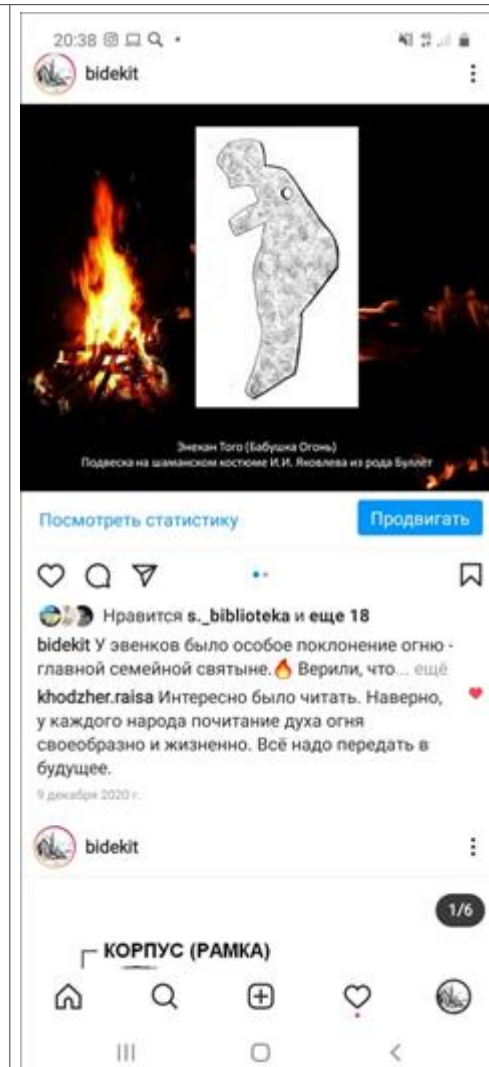 20:38
bidekit
Энекан Того (Бабушка Огонь)
Подвеска на шаманском костюме И.И. Яковлева из рода Буллёт
Посмотреть статистику
Продвигать
Нравится s._biblioteka и еще 18
bidekit У эвенков было особое поклонение огню -
главной семейной святыне.🔥 Верили, что... ещё
khodzher.raisa Интересно было читать. Наверно,
у каждого народа почитание духа огня
своеобразно и жизненно. Всё надо передать в
будущее.
9 декабря 2020 г.
bidekit
1/6
КОРПУС (РАМКА)